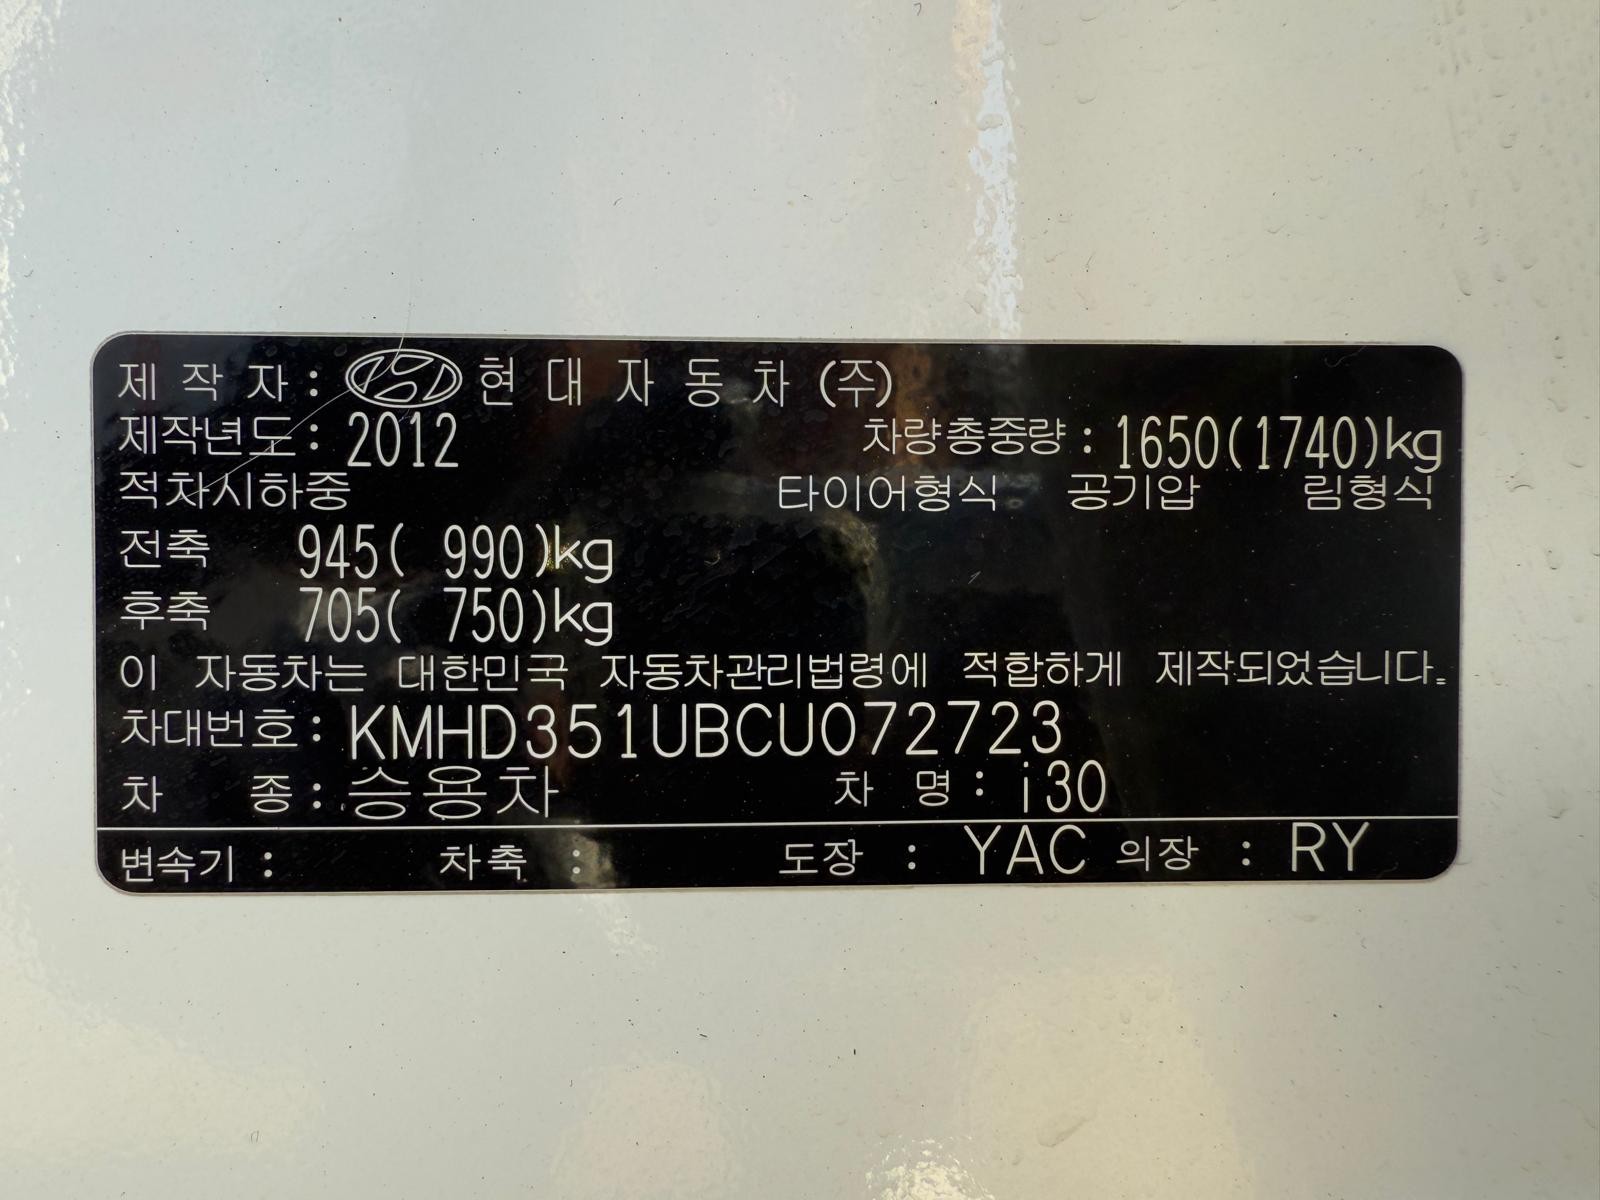 제 작 자 : 현 대 자 동 차 (주)
제작년도 : 2012 차량총중량 : 1650(1740)kg
적차시하중 타이어형식 공기압 림형식
전축 945( 990)kg
후축 705( 750)kg
이 자동차는 대한민국 자동차관리법령에 적합하게 제작되었습니다.
차대번호 : KMHD351UBCU072723
차 종 : 승용차 차 명 : i30
변속기 : 차축 : 도장 : YAC 의장 : RY